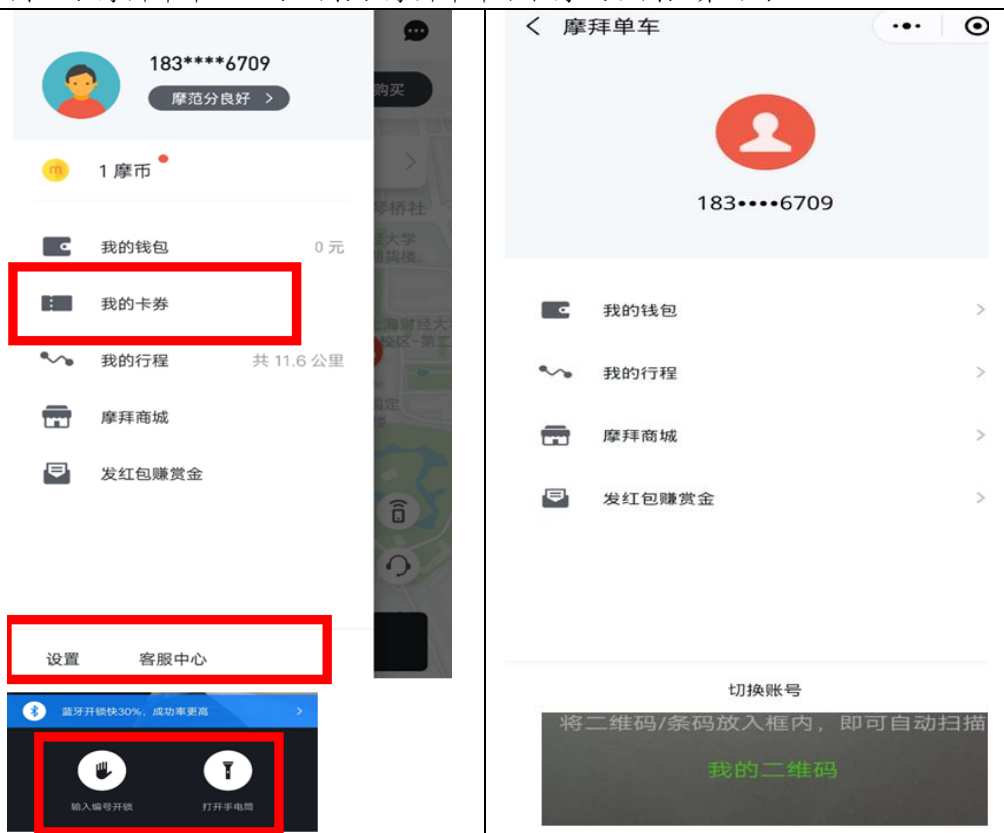 183****6709
摩范分良好 >
购买
1 摩币
我的钱包 0 元
我的卡券
我的行程 共 11.6 公里
摩拜商城
发红包赚赏金
设置 客服中心
蓝牙开锁快30%，成功率更高 >
输入编号开锁 打开手电筒
摩拜单车
183••••6709
我的钱包 >
我的行程 >
摩拜商城 >
发红包赚赏金 >
切换账号
将二维码/条码放入框内，即可自动扫描
我的二维码